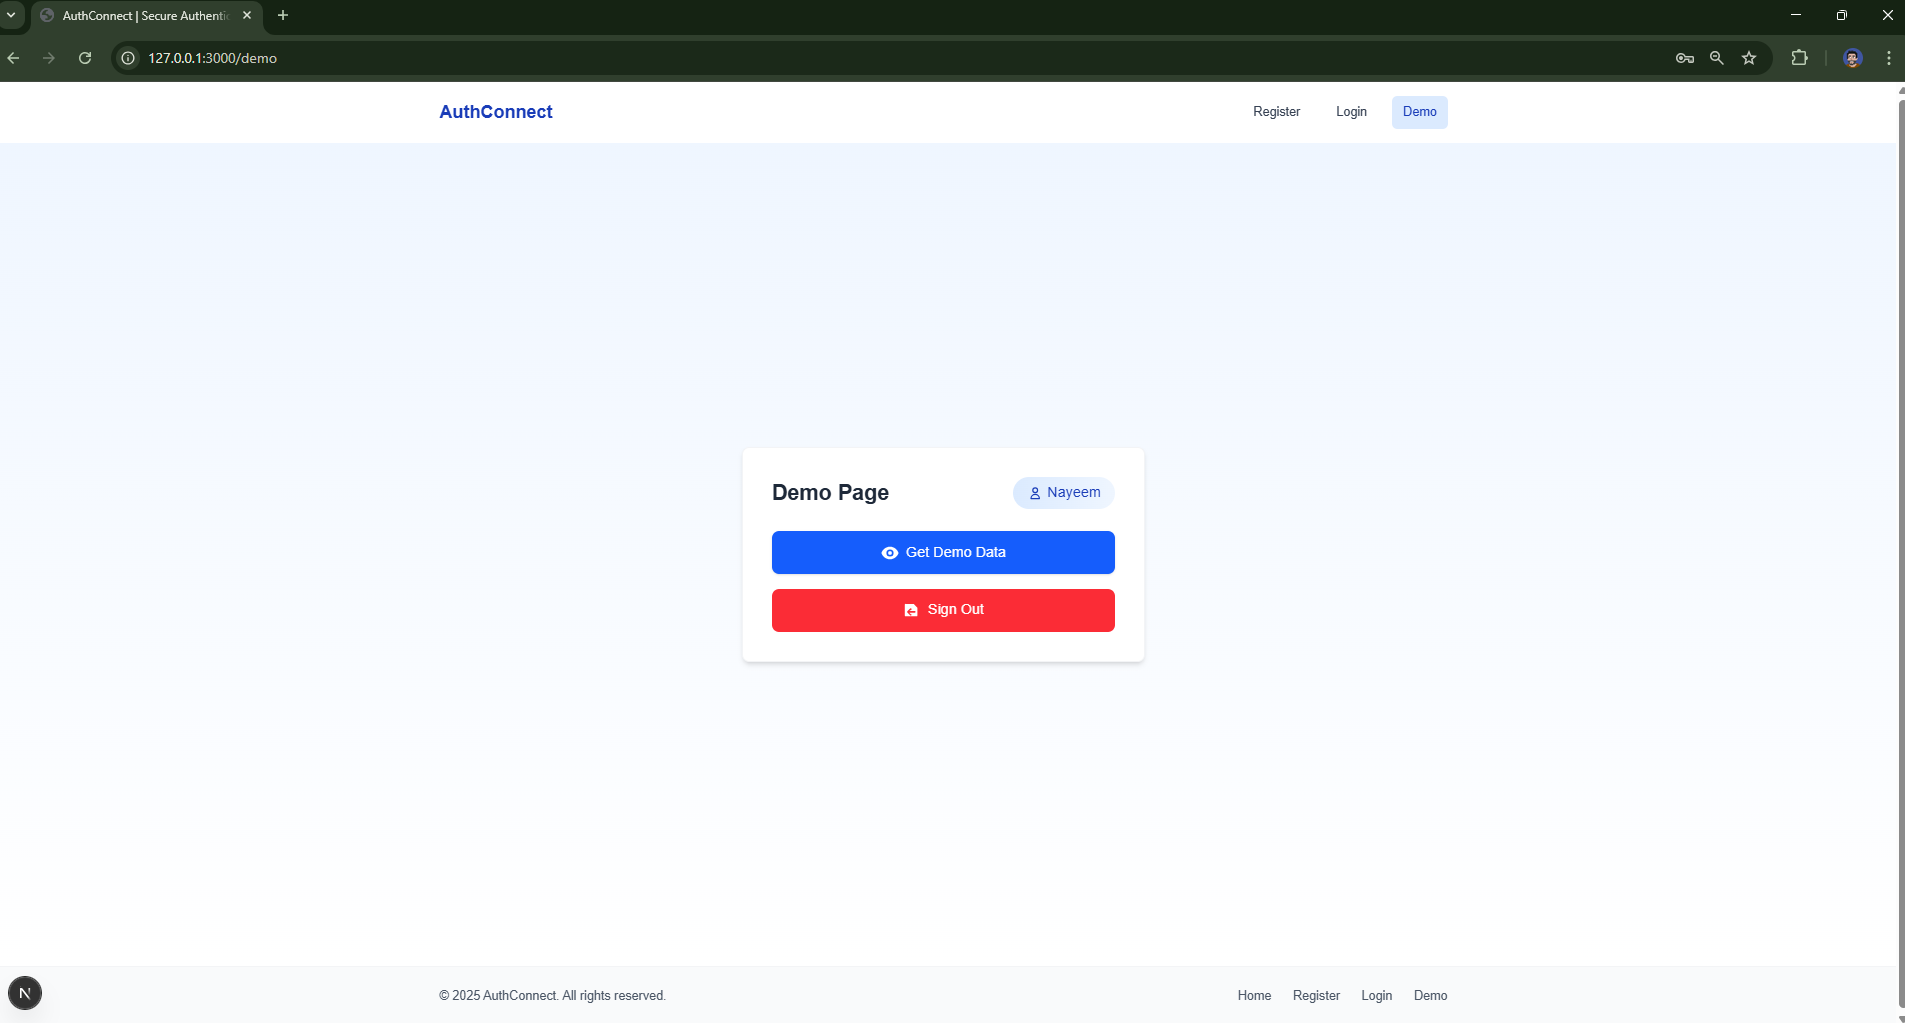 AuthConnect | Secure Authentic
127.0.0.1:3000/demo
AuthConnect
Register
Login
Demo
Demo Page
Nayeem
Get Demo Data
Sign Out
N
© 2025 AuthConnect. All rights reserved.
Home
Register
Login
Demo